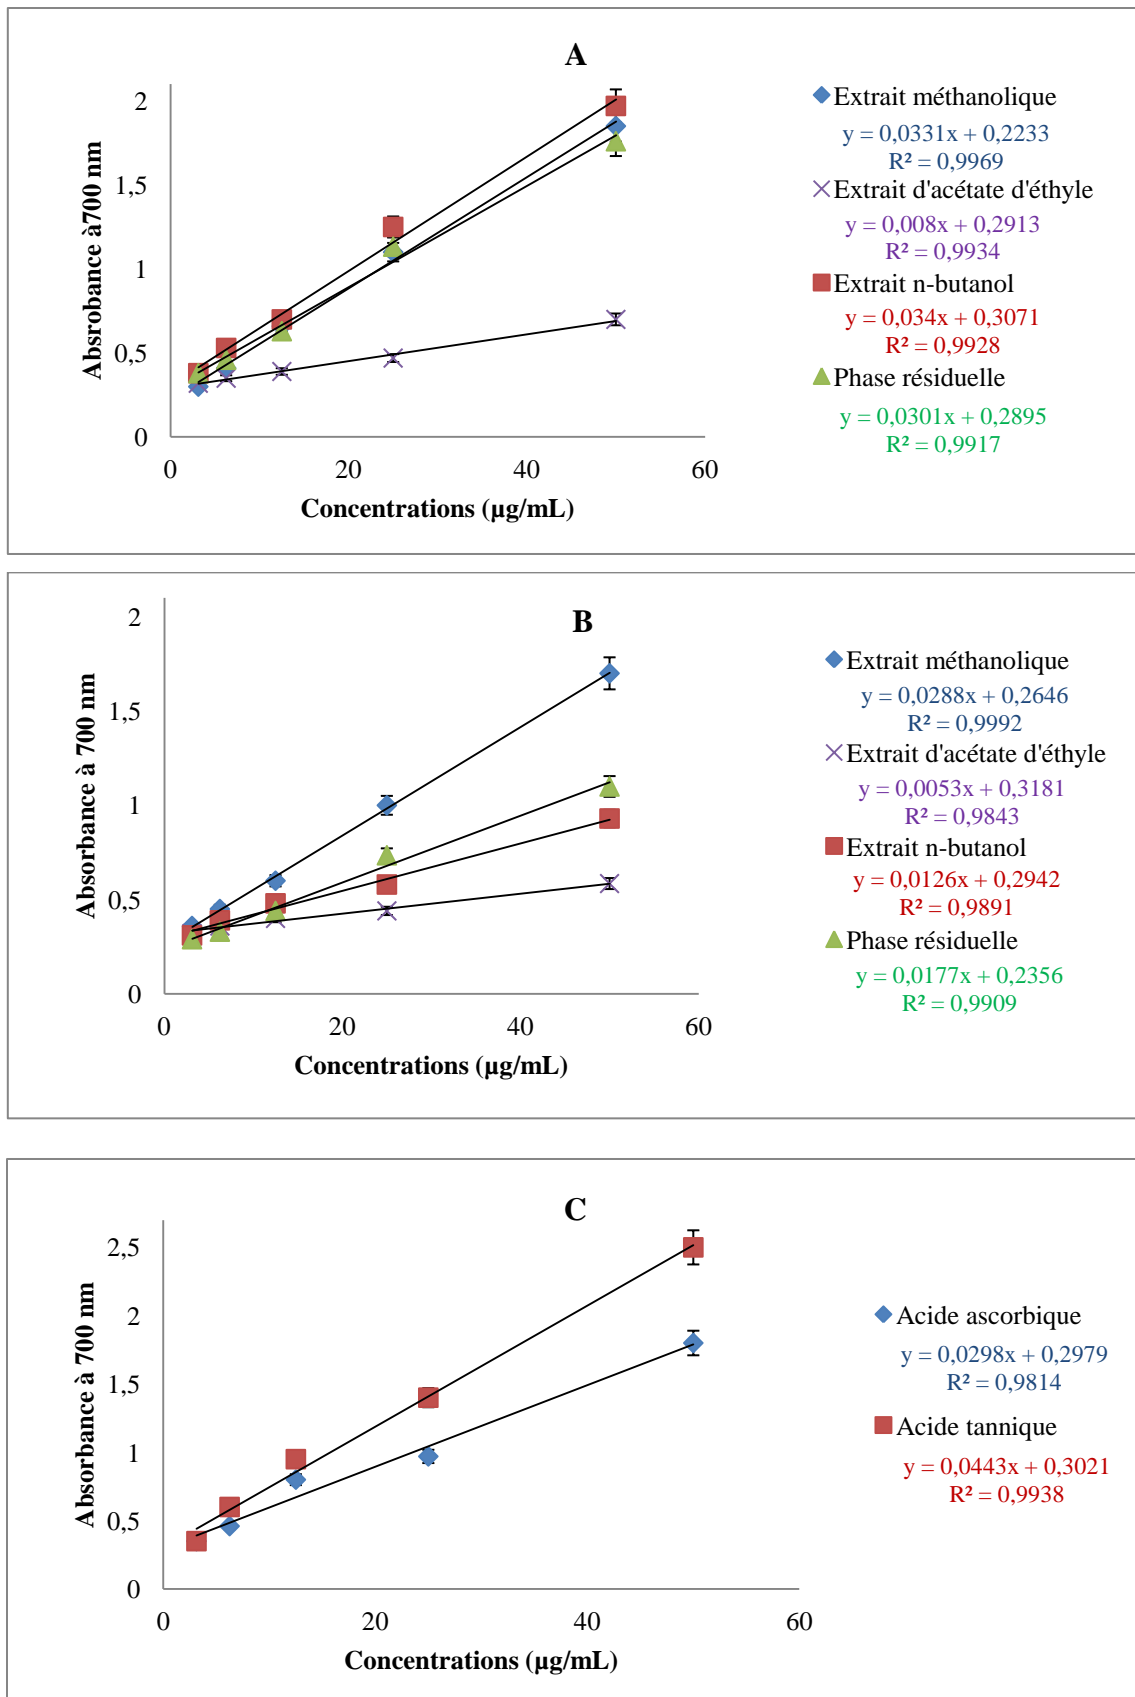 A
Absrobance à700 nm
2
1,5
1
0,5
0
0 20 40 60
Concentrations (µg/mL)
Extrait méthanolique
y = 0,0331x + 0,2233
R² = 0,9969
Extrait d'acétate d'éthyle
y = 0,008x + 0,2913
R² = 0,9934
Extrait n-butanol
y = 0,034x + 0,3071
R² = 0,9928
Phase résiduelle
y = 0,0301x + 0,2895
R² = 0,9917
B
Absorbance à 700 nm
2
1,5
1
0,5
0
0 20 40 60
Concentrations (µg/mL)
Extrait méthanolique
y = 0,0288x + 0,2646
R² = 0,9992
Extrait d'acétate d'éthyle
y = 0,0053x + 0,3181
R² = 0,9843
Extrait n-butanol
y = 0,0126x + 0,2942
R² = 0,9891
Phase résiduelle
y = 0,0177x + 0,2356
R² = 0,9909
C
Absorbance à 700 nm
2,5
2
1,5
1
0,5
0
0 20 40 60
Concentrations (µg/mL)
Acide ascorbique
y = 0,0298x + 0,2979
R² = 0,9814
Acide tannique
y = 0,0443x + 0,3021
R² = 0,9938